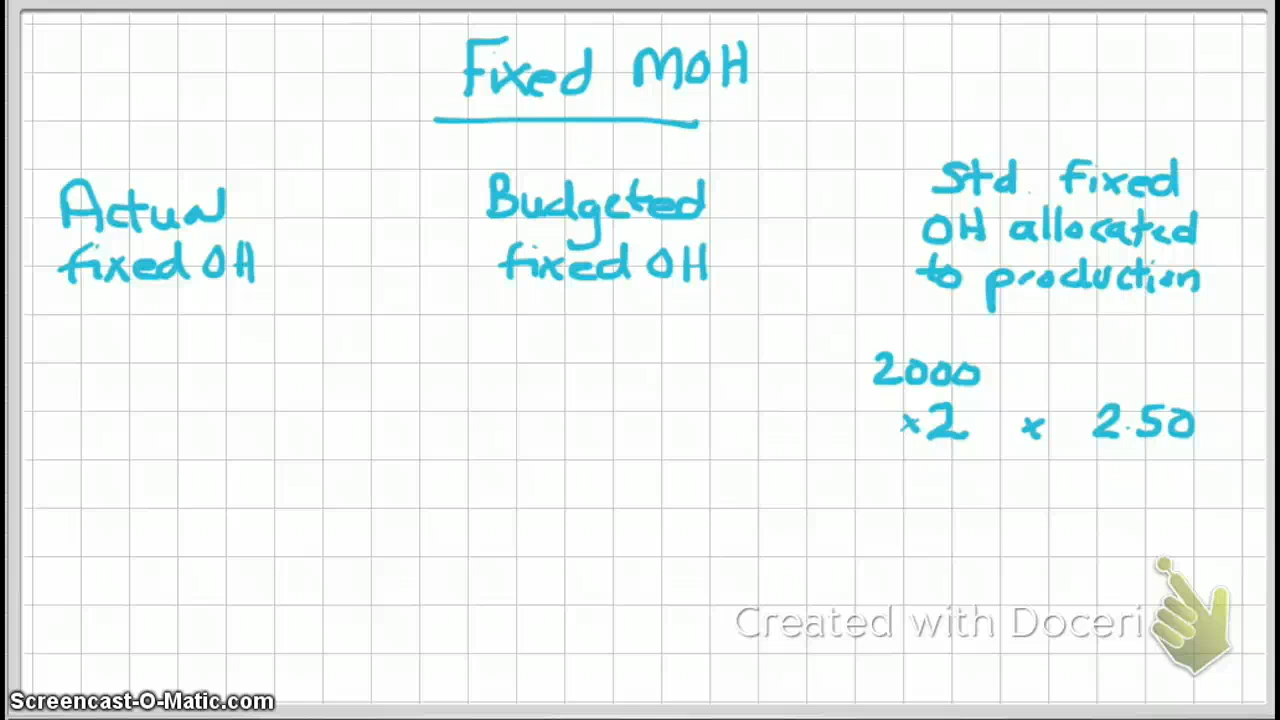 Fixed MOH
Actual
fixed OH
Budgeted
fixed OH
Std. fixed
OH allocated
to production
2000
×2 × 2.50
Created with Doceri
Screencast-O-Matic.com